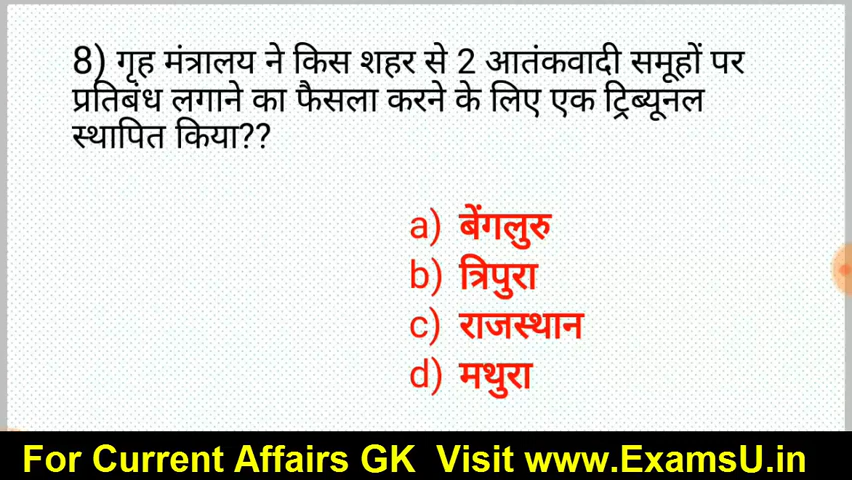 8) गृह मंत्रालय ने किस शहर से 2 आतंकवादी समूहों पर
प्रतिबंध लगाने का फैसला करने के लिए एक ट्रिब्यूनल
स्थापित किया??
a) बेंगलुरु
b) त्रिपुरा
c) राजस्थान
d) मथुरा
For Current Affairs GK Visit www.ExamsU.in